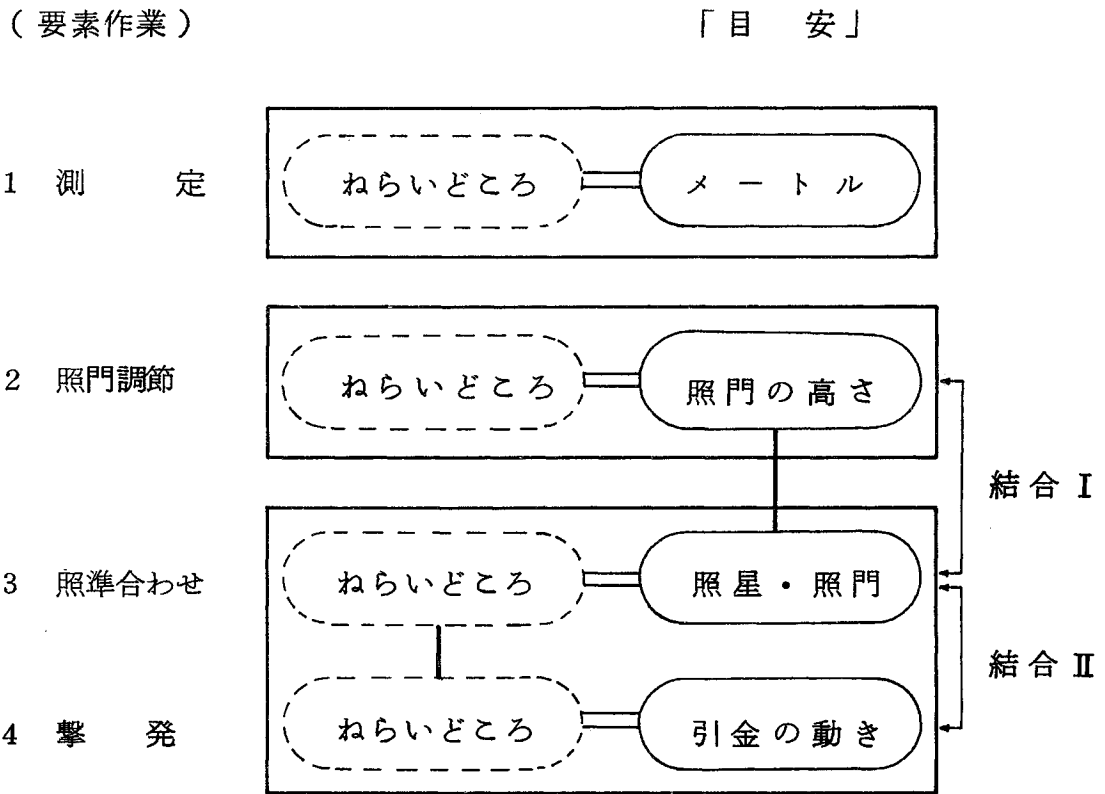 (要素作業) 「目 安」
1 測 定 ねらいどころ メートル
2 照門調節 ねらいどころ 照門の高さ
結合 I
3 照準合わせ ねらいどころ 照星・照門
結合 II
4 撃 発 ねらいどころ 引金の動き